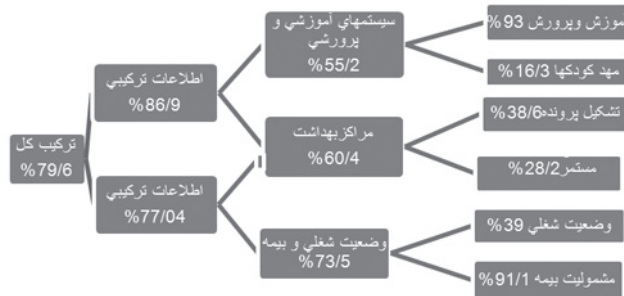 تركيب كل
%79/6
اطلاعات تركيبي
%86/9
اطلاعات تركيبي
%77/04
سيستمهاي آموزشي و
پرورشي
%55/2
مراكزبهداشت
%60/4
وضعيت شغلي و بيمه
%73/5
موزش وپرورش 93%
مهد كودكها 16/3%
تشكيل پرونده38/6%
مستمر28/2%
وضعيت شغلي 39%
مشموليت بيمه 91/1%